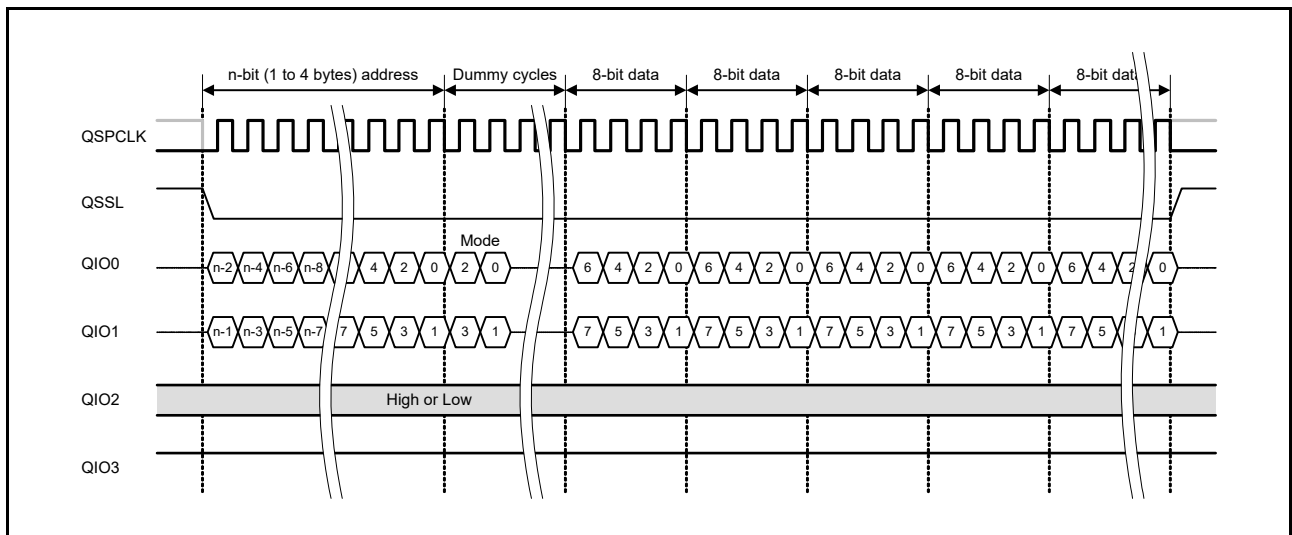 n-bit (1 to 4 bytes) address Dummy cycles 8-bit data 8-bit data 8-bit data 8-bit data 8-bit data
QSPCLK
QSSL
Mode
QIO0 n-2 n-4 n-6 n-8 4 2 0 2 0 6 4 2 0 6 4 2 0 6 4 2 0 6 4 2 0 6 4 2 0
QIO1 n-1 n-3 n-5 n-7 7 5 3 1 3 1 7 5 3 1 7 5 3 1 7 5 3 1 7 5 3 1 7 5 1
QIO2 High or Low
QIO3